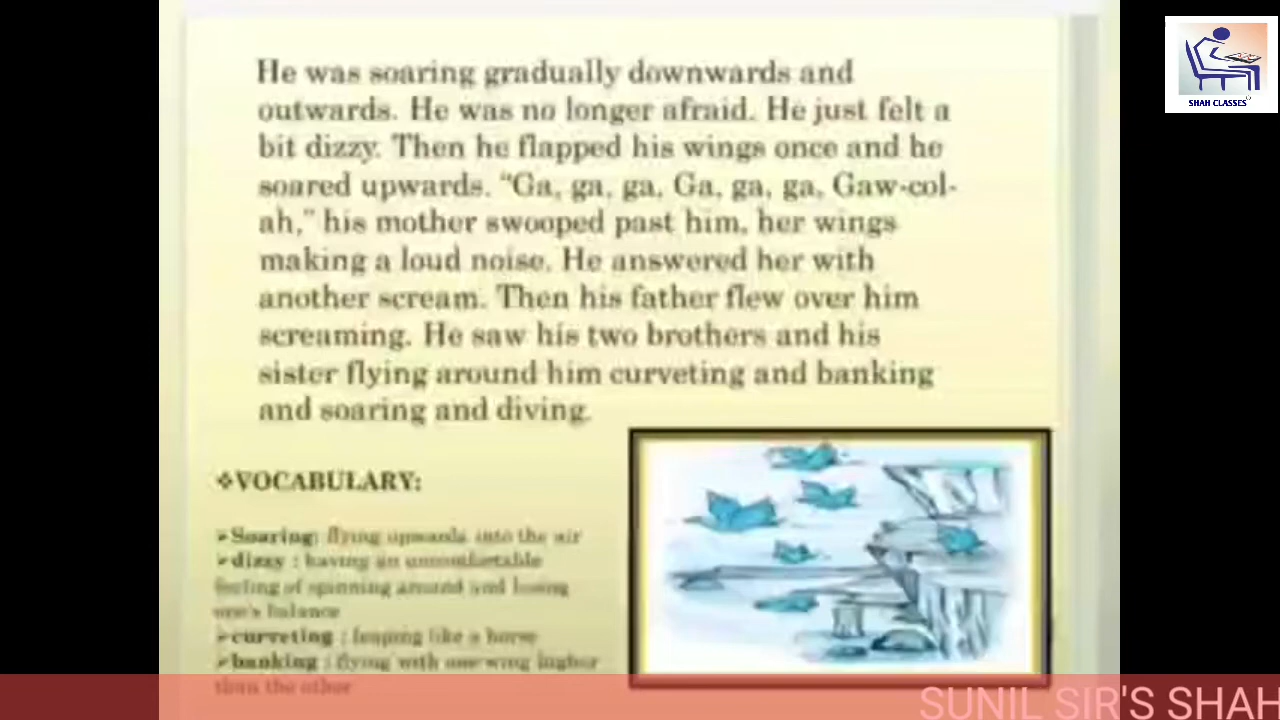 He was soaring gradually downwards and
outwards. He was no longer afraid. He just felt a
bit dizzy. Then he flapped his wings once and he
soared upwards. “Ga, ga, ga, Ga, ga, ga, Gaw-col-
ah,” his mother swooped past him, her wings
making a loud noise. He answered her with
another scream. Then his father flew over him
screaming. He saw his two brothers and his
sister flying around him curveting and banking
and soaring and diving.
❖VOCABULARY:
➢Soaring: flying upwards into the air
➢dizzy : having an uncomfortable
feeling of spinning around and losing
one's balance
➢curveting : leaping like a horse
➢banking : flying with one wing higher
than the other
SHAH CLASSES
SUNIL SIR'S SHAH